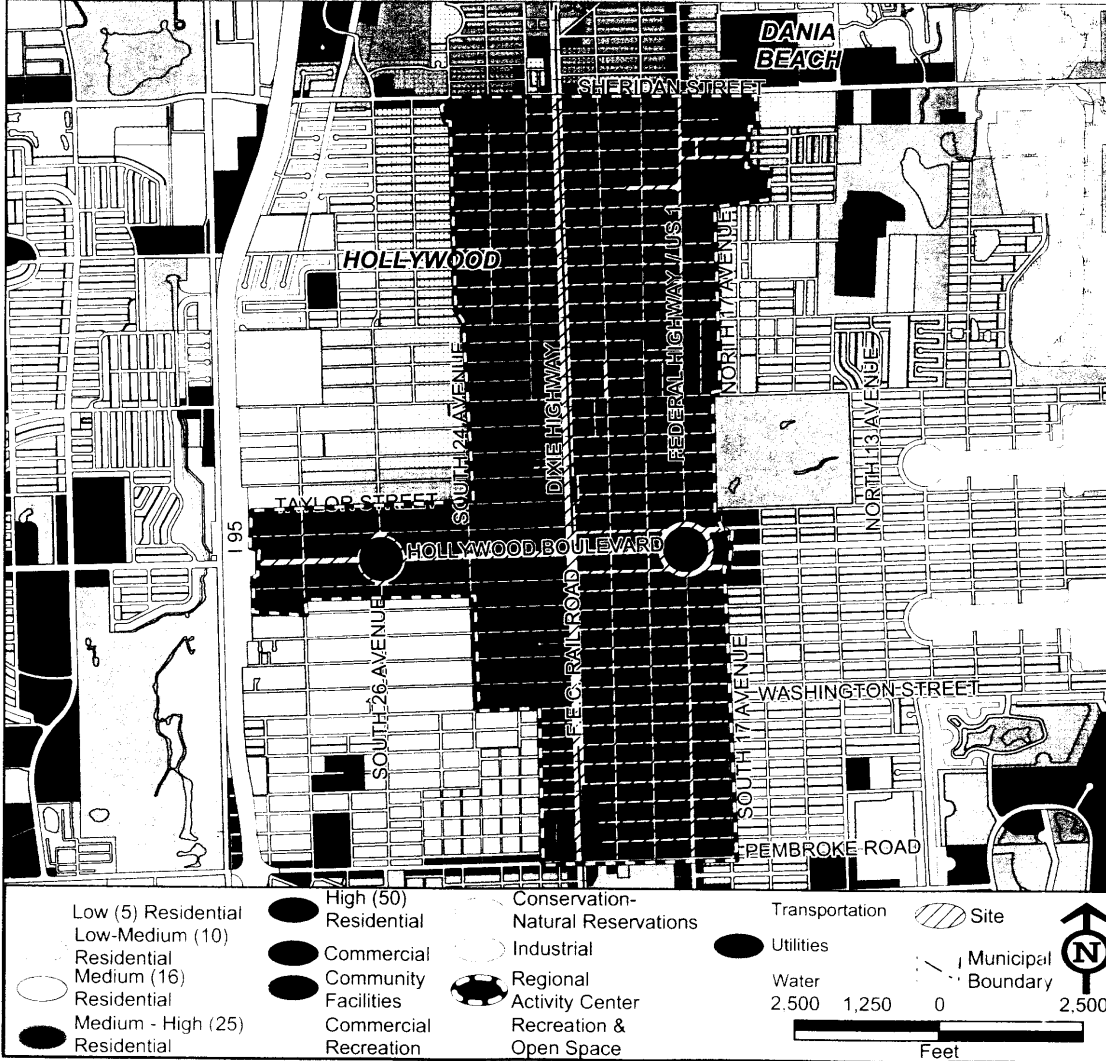 DANIA
BEACH
SHERIDAN STREET
HOLLYWOOD
NORTH 17 AVENUE
FEDERAL HIGHWAY / US 1
DIXIE HIGHWAY
SOUTH 24 AVENUE
NORTH 13 AVENUE
TAYLOR STREET
I 95
HOLLYWOOD BOULEVARD
F.E.C. RAILROAD
SOUTH 26 AVENUE
SOUTH 17 AVENUE
WASHINGTON STREET
PEMBROKE ROAD
Low (5) Residential
Low-Medium (10)
Residential
Medium (16)
Residential
Medium - High (25)
Residential
High (50)
Residential
Commercial
Community
Facilities
Commercial
Recreation
Conservation-
Natural Reservations
Industrial
Regional
Activity Center
Recreation &
Open Space
Transportation
Utilities
Water
Site
Municipal
Boundary
N
2,500 1,250 0 2,500
Feet